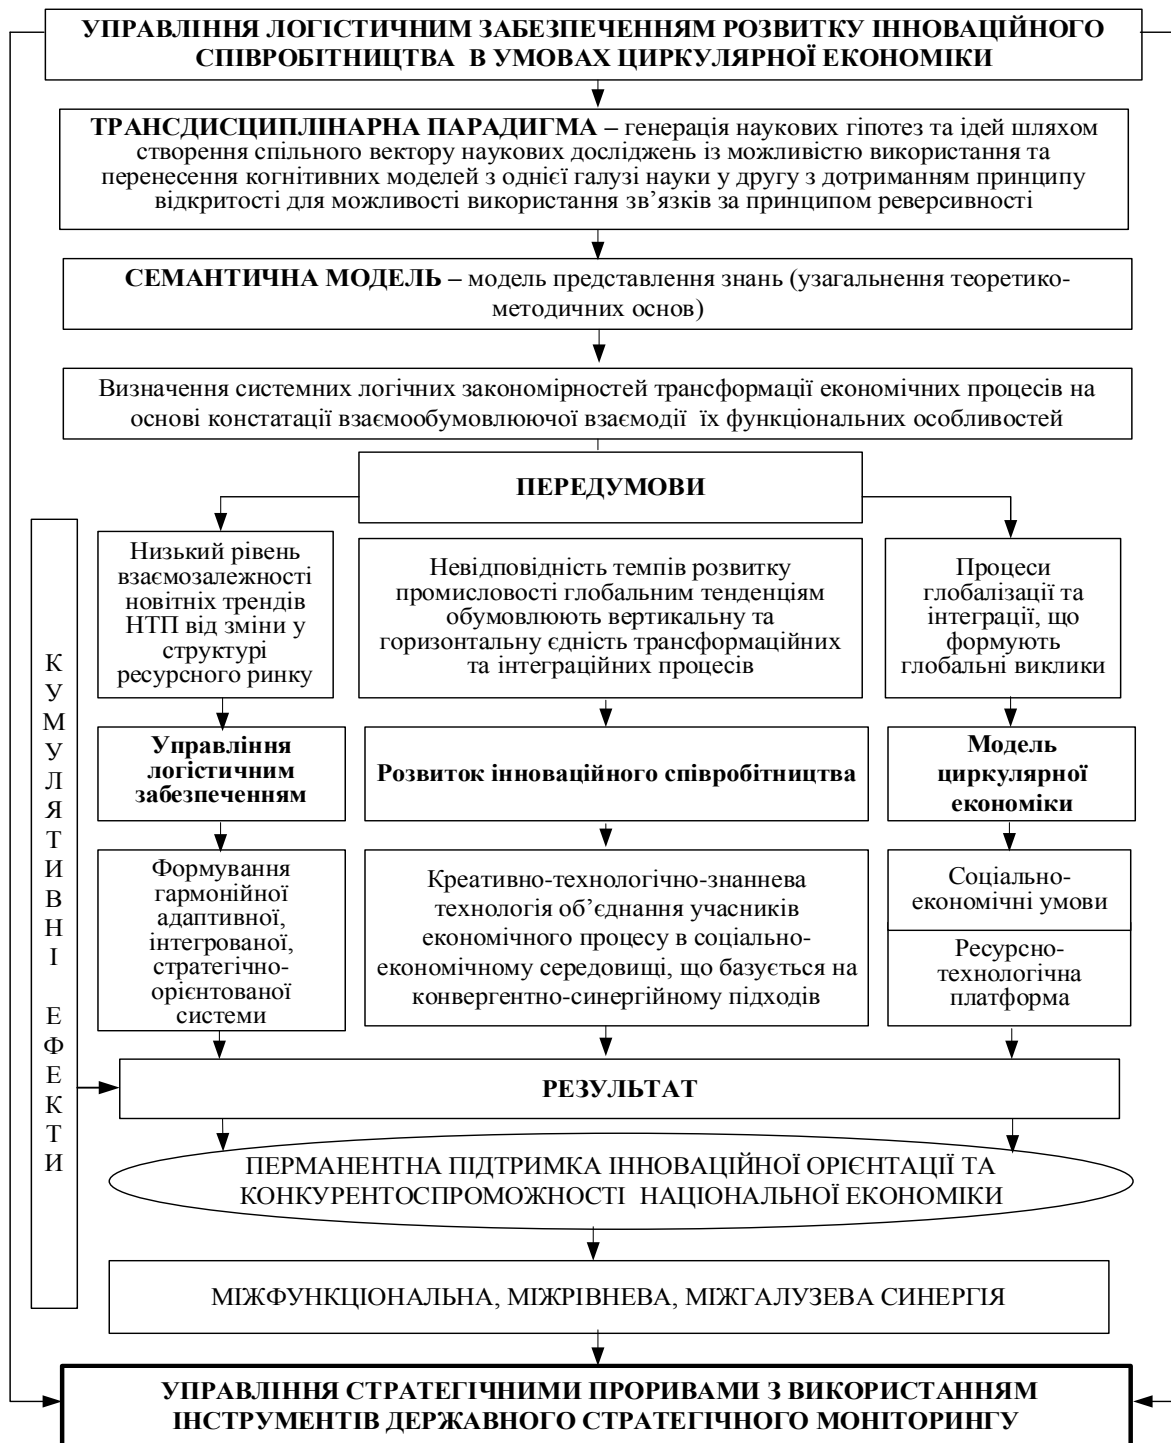 УПРАВЛІННЯ ЛОГІСТИЧНИМ ЗАБЕЗПЕЧЕННЯМ РОЗВИТКУ ІННОВАЦІЙНОГО
СПІВРОБІТНИЦТВА В УМОВАХ ЦИРКУЛЯРНОЇ ЕКОНОМІКИ
ТРАНСДИСЦИПЛІНАРНА ПАРАДИГМА – генерація наукових гіпотез та ідей шляхом
створення спільного вектору наукових досліджень із можливістю використання та
перенесення когнітивних моделей з однієї галузі науки у другу з дотриманням принципу
відкритості для можливості використання зв’язків за принципом реверсивності
СЕМАНТИЧНА МОДЕЛЬ – модель представлення знань (узагальнення теоретико-
методичних основ)
Визначення системних логічних закономірностей трансформації економічних процесів на
основі констатації взаємообумовлюючої взаємодії їх функціональних особливостей
ПЕРЕДУМОВИ
КУМУЛЯТИВНІ ЕФЕКТИ
Низький рівень
взаємозалежності
новітніх трендів
НТП від зміни у
структурі
ресурсного ринку
Невідповідність темпів розвитку
промисловості глобальним тенденціям
обумовлюють вертикальну та
горизонтальну єдність трансформаційних
та інтеграційних процесів
Процеси
глобалізації та
інтеграції, що
формують
глобальні виклики
Управління
логістичним
забезпеченням
Розвиток інноваційного співробітництва
Модель
циркулярної
економіки
Формування
гармонійної
адаптивної,
інтегрованої,
стратегічно-
орієнтованої
системи
Креативно-технологічно-знаннева
технологія об’єднання учасників
економічного процесу в соціально-
економічному середовищі, що базується на
конвергентно-синергійному підходів
Соціально-
економічні умови
Ресурсно-
технологічна
платформа
РЕЗУЛЬТАТ
ПЕРМАНЕНТНА ПІДТРИМКА ІННОВАЦІЙНОЇ ОРІЄНТАЦІЇ ТА
КОНКУРЕНТОСПРОМОЖНОСТІ НАЦІОНАЛЬНОЇ ЕКОНОМІКИ
МІЖФУНКЦІОНАЛЬНА, МІЖРІВНЕВА, МІЖГАЛУЗЕВА СИНЕРГІЯ
УПРАВЛІННЯ СТРАТЕГІЧНИМИ ПРОРИВАМИ З ВИКОРИСТАННЯМ
ІНСТРУМЕНТІВ ДЕРЖАВНОГО СТРАТЕГІЧНОГО МОНІТОРИНГУ